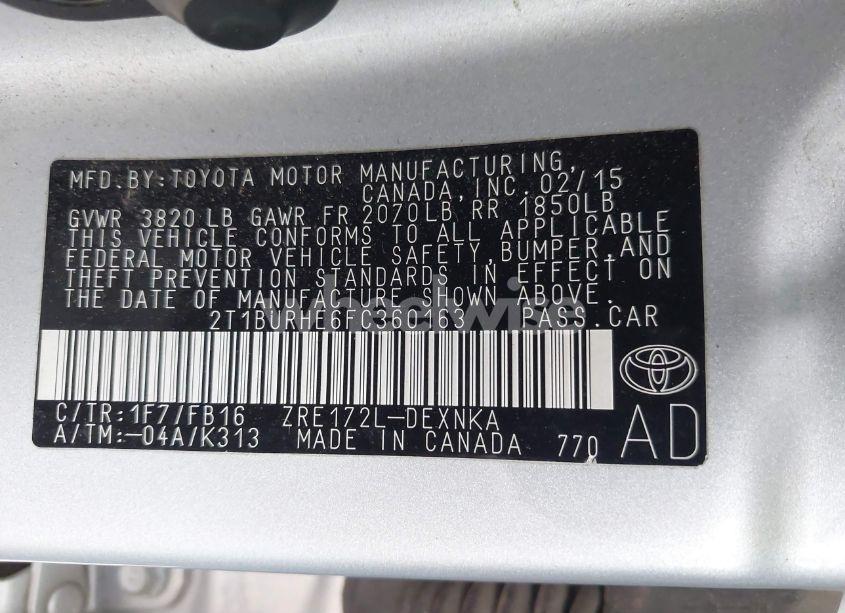 MFD.BY:TOYOTA MOTOR MANUFACTURING,
CANADA,INC. 02/15
GVWR 3820 LB GAWR FR 2070LB RR 1850LB
THIS VEHICLE CONFORMS TO ALL APPLICABLE
FEDERAL MOTOR VEHICLE SAFETY,BUMPER,AND
THEFT PREVENTION STANDARDS IN EFFECT ON
THE DATE OF MANUFACTURE SHOWN ABOVE.
PASS.CAR
C/TR:1F7/FB16 ZRE172L-DEXNKA
A/TM:-04A/K313 MADE IN CANADA 770
AD